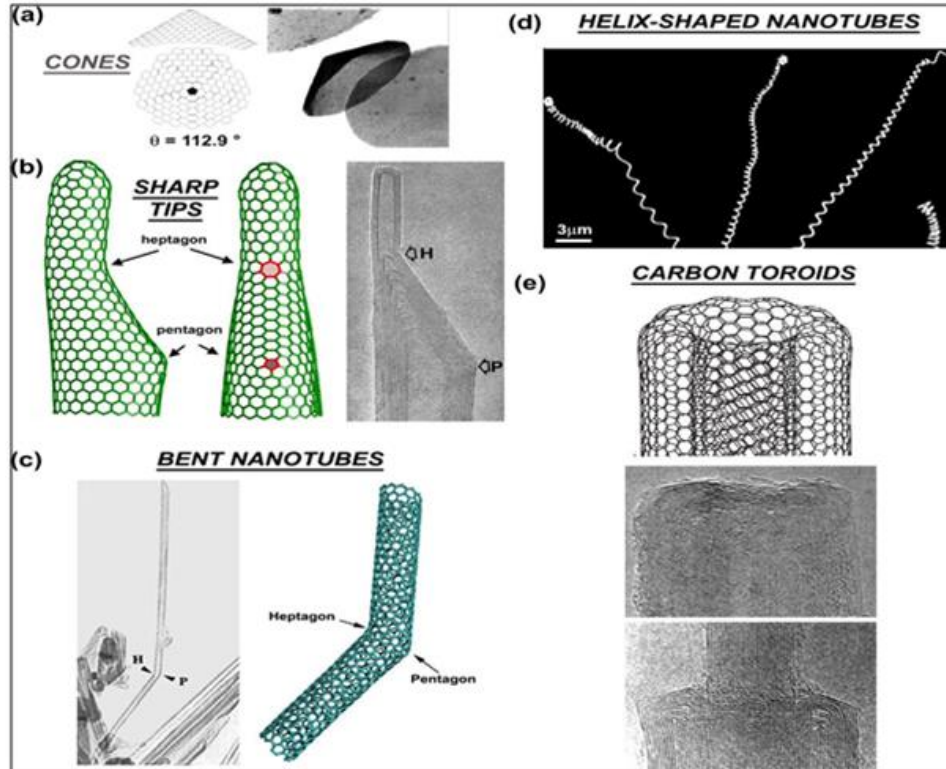 (a)
CONES
θ = 112.9 °
(b)
SHARP
TIPS
heptagon
pentagon
H
P
(c)
BENT NANOTUBES
H
P
Heptagon
Pentagon
(d)
HELIX-SHAPED NANOTUBES
3μm
(e)
CARBON TOROIDS